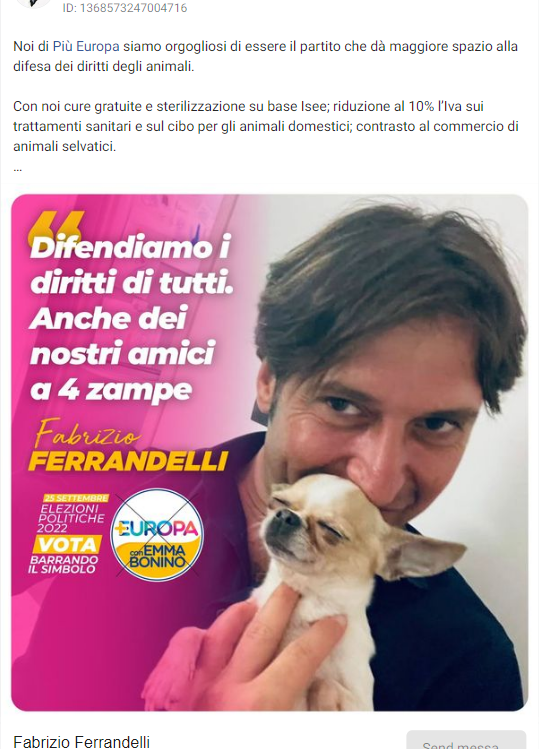 ID: 1368573247004716
Noi di Più Europa siamo orgogliosi di essere il partito che dà maggiore spazio alla
difesa dei diritti degli animali.
Con noi cure gratuite e sterilizzazione su base Isee; riduzione al 10% l'Iva sui
trattamenti sanitari e sul cibo per gli animali domestici; contrasto al commercio di
animali selvatici.
...
“Difendiamo i
diritti di tutti.
Anche dei
nostri amici
a 4 zampe
Fabrizio
FERRANDELLI
25 SETTEMBRE
ELEZIONI
POLITICHE
2022
VOTA
BARRANDO
IL SIMBOLO
+EUROPA
con EMMA
BONINO
Fabrizio Ferrandelli
Send messa